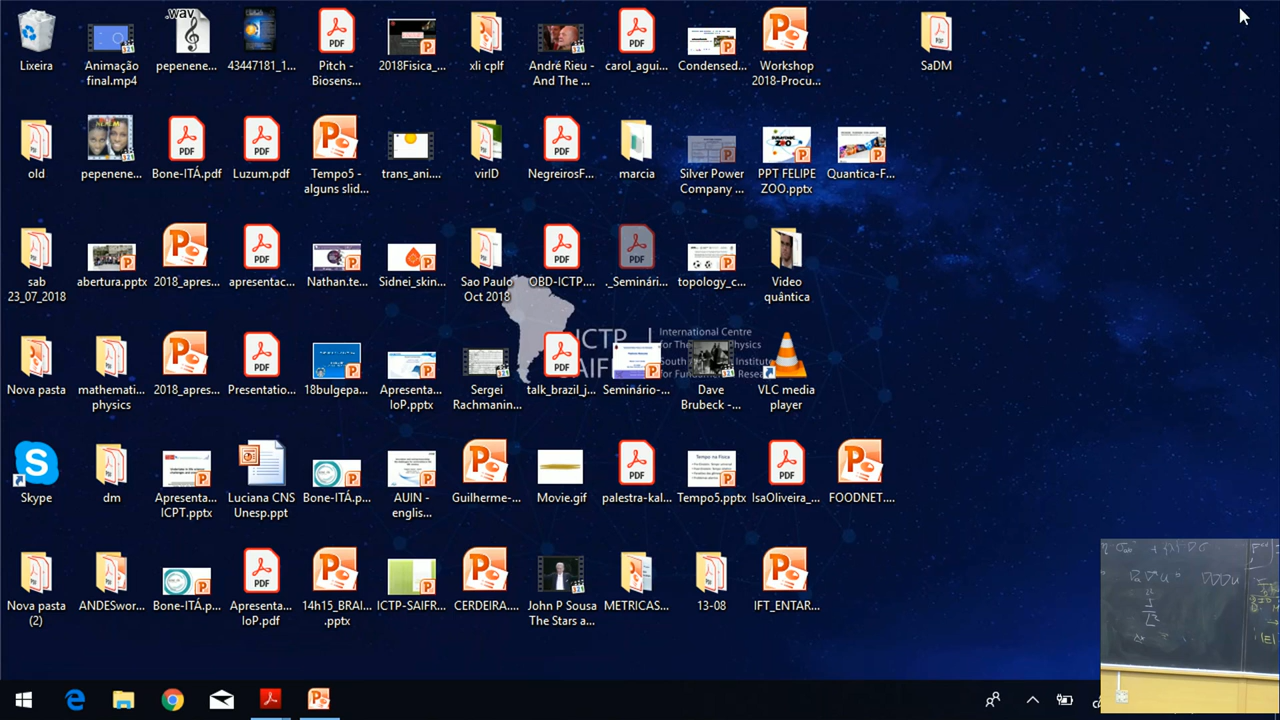 Lixeira
Animação final.mp4
.wav
pepenene...
43447181_1...
Pitch - Biosens...
2018Fisica_...
xli cplf
André Rieu - And The ...
carol_agui...
Condensed...
Workshop 2018-Procu...
SaDM
old
pepenene...
Bone-ITÁ.pdf
Luzum.pdf
Tempo5 - alguns slid...
trans_ani...
virID
NegreirosF...
marcia
Silver Power Company ...
PPT FELIPE ZOO.pptx
Quantica-F...
sab 23_07_2018
abertura.pptx
2018_apres...
apresentac...
Nathan.te...
Sidnei_skin...
Sao Paulo Oct 2018
OBD-ICTP....
._Seminári...
topology_c...
Video quântica
ICTP
SAIFR
International Centre
for Theoretical Physics
South American Institute
for Fundamental Research
Nova pasta
mathemati... physics
2018_apres...
Presentatio...
18bulgepa...
Apresenta... IoP.pptx
Sergei Rachmanin...
talk_brazil_j...
Seminário-...
Dave Brubeck -...
VLC media player
Skype
dm
Apresenta... ICPT.pptx
Luciana CNS Unesp.ppt
Bone-ITÁ.p...
AUIN - englis...
Guilherme-...
Movie.gif
palestra-kal...
Tempo5.pptx
IsaOliveira_...
FOODNET....
Nova pasta (2)
ANDESwor...
Bone-ITÁ.p...
Apresenta... IoP.pdf
14h15_BRAI... .pptx
ICTP-SAIFR...
CERDEIRA....
John P Sousa The Stars a...
METRICAS...
13-08
IFT_ENTAR...